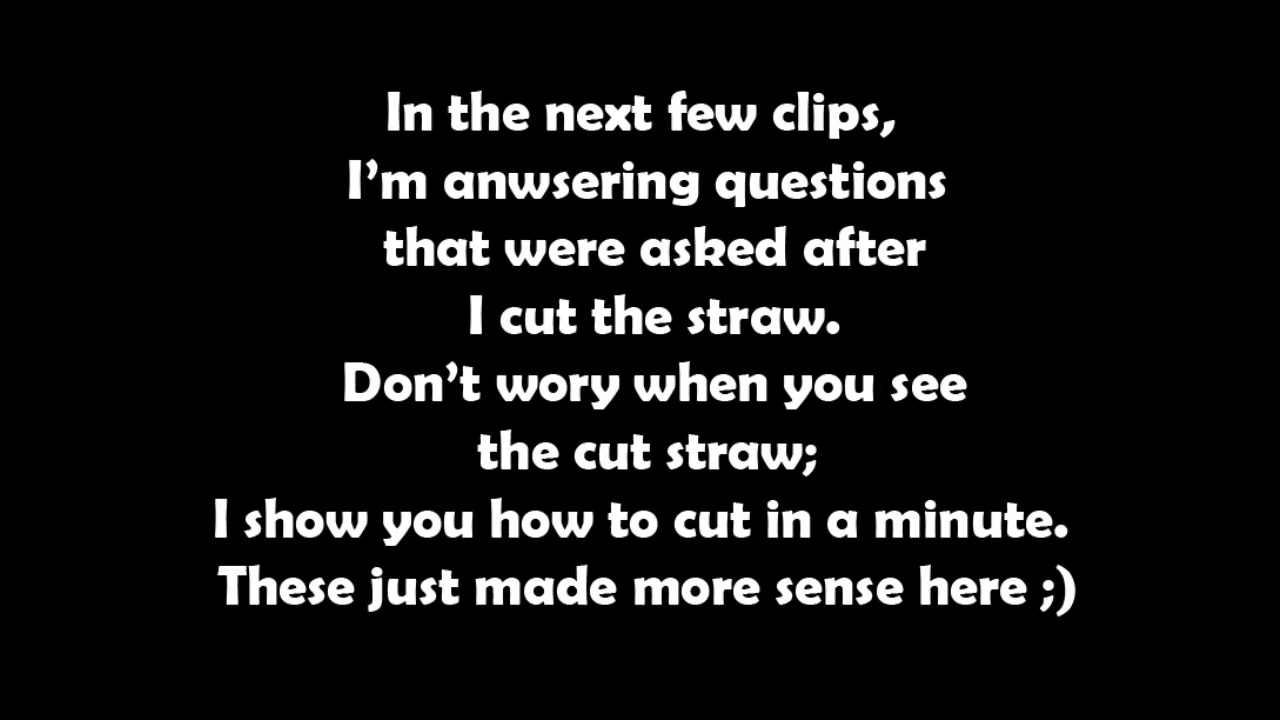 In the next few clips,
I’m anwsering questions
that were asked after
I cut the straw.
Don’t wory when you see
the cut straw;
I show you how to cut in a minute.
These just made more sense here ;)